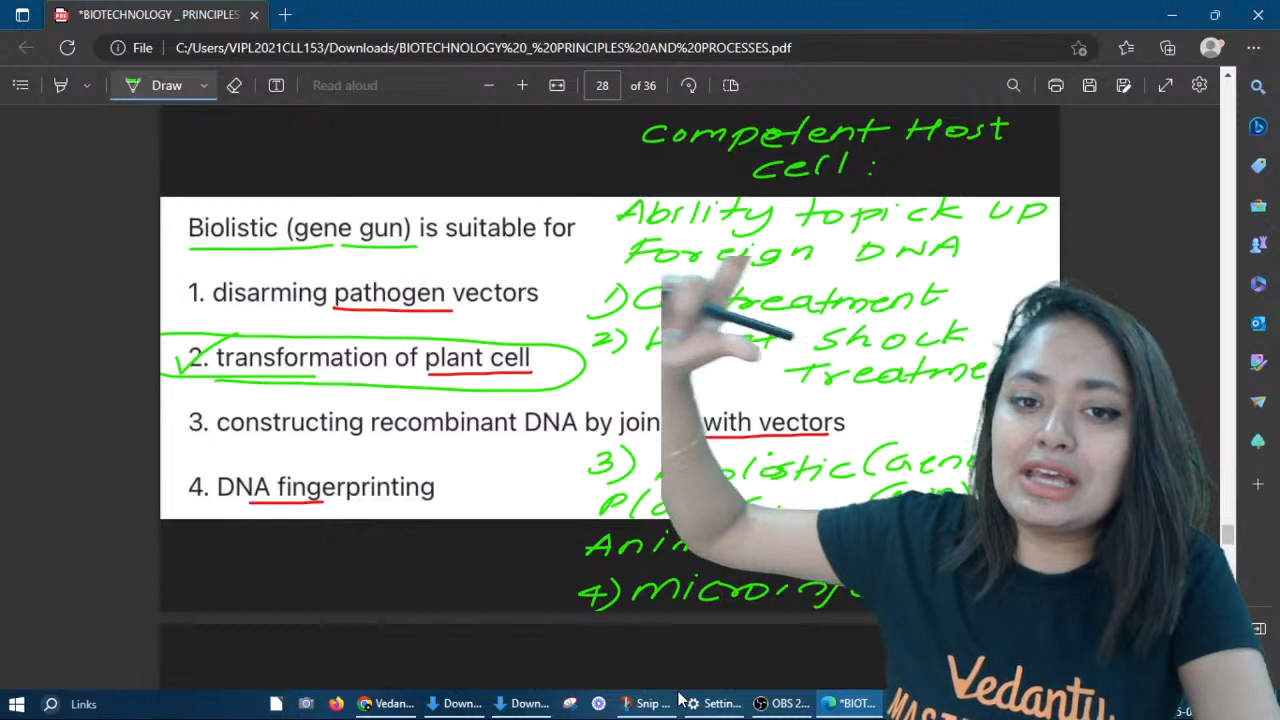 *BIOTECHNOLOGY _ PRINCIPLES
File
C:/Users/VIPL2021CLL153/Downloads/BIOTECHNOLOGY%20_%20PRINCIPLES%20AND%20PROCESSES.pdf
Draw
Read aloud
28 of 36
Competent Host
cell :
Biolistic (gene gun) is suitable for
Ability topick up
Foreign DNA
1. disarming pathogen vectors
1) treatment
2. transformation of plant cell
2) shock
Treatme
3. constructing recombinant DNA by join with vectors
3)
4. DNA fingerprinting
4) microinj
Vedantu
Links
Vedan...
Down...
Down...
Snip ...
Settin...
OBS 2...
*BIOT...